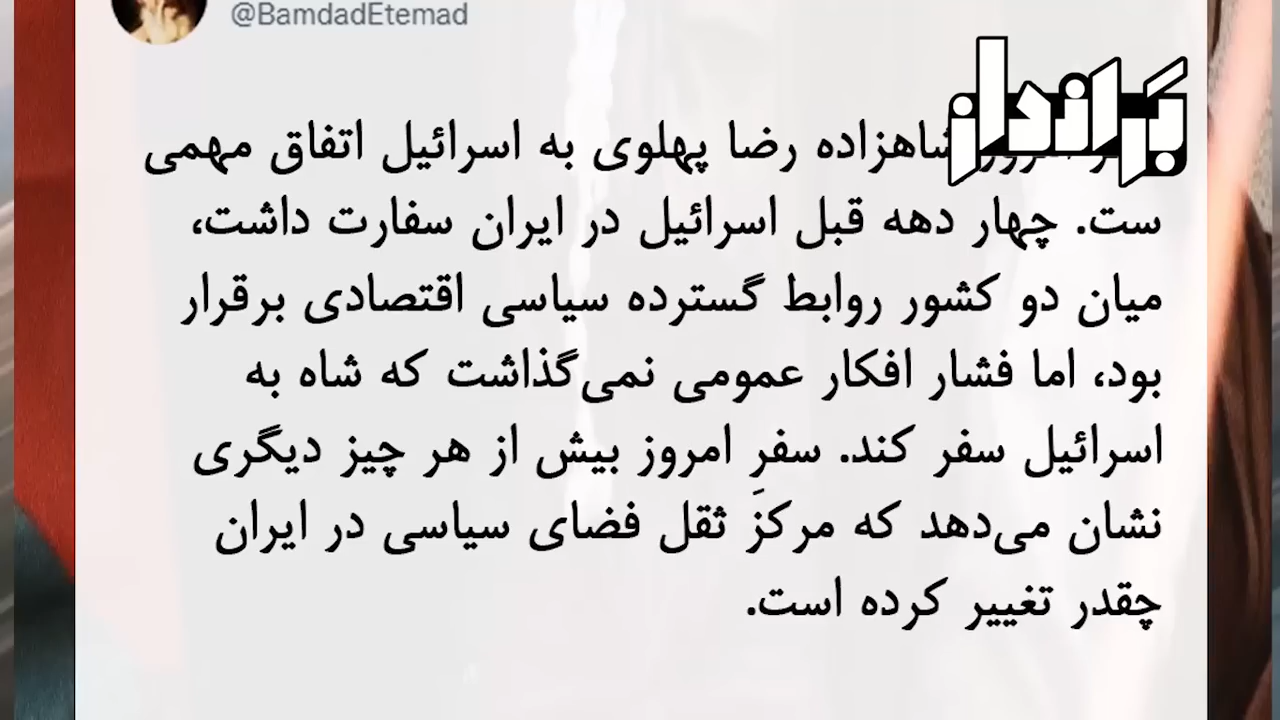 @BamdadEtemad
برانداز
شاهزاده رضا پهلوی به اسرائیل اتفاق مهمی
ست. چهار دهه قبل اسرائیل در ایران سفارت داشت،
میان دو کشور روابط گسترده سیاسی اقتصادی برقرار
بود، اما فشار افکار عمومی نمی‌گذاشت که شاه به
اسرائیل سفر کند. سفرِ امروز بیش از هر چیز دیگری
نشان می‌دهد که مرکزَ ثقل فضای سیاسی در ایران
چقدر تغییر کرده است.